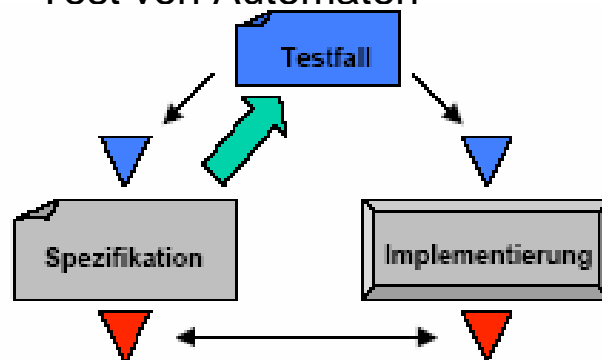 Test von Automaten
Testfall
Spezifikation
Implementierung